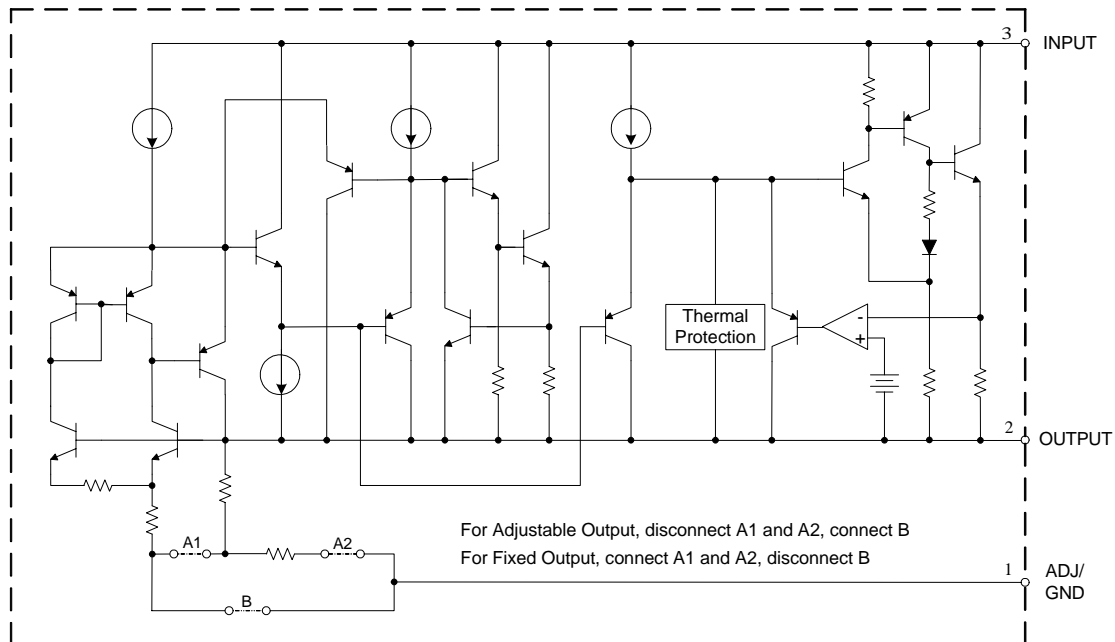 3
INPUT
Thermal
Protection
-
+
2
OUTPUT
For Adjustable Output, disconnect A1 and A2, connect B
For Fixed Output, connect A1 and A2, disconnect B
A1
A2
B
1
ADJ/
GND